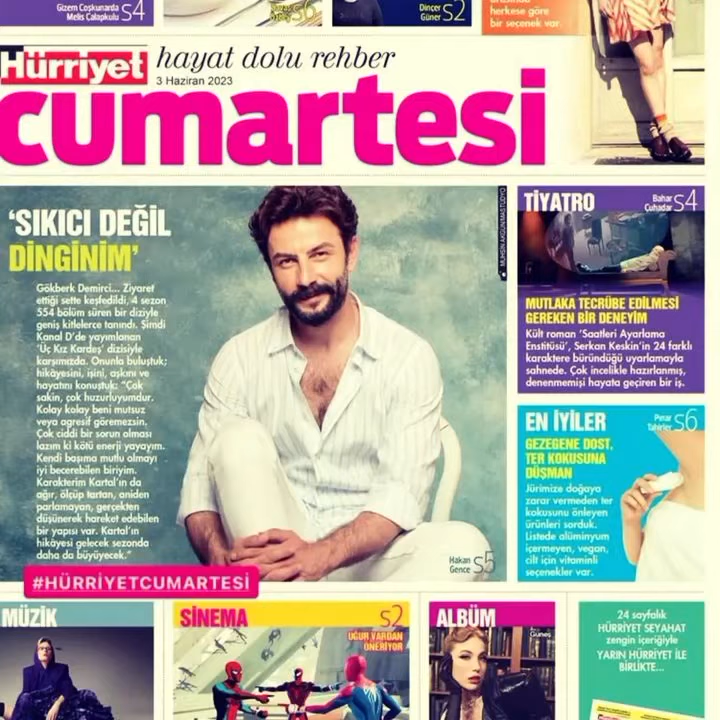 Gizem Coşkunarda
Melis Çalapkulu s4
s6
Dinçer
Güner s2
herkese göre
bir seçenek var.
Hürriyet hayat dolu rehber
3 Haziran 2023
cumartesi
'SIKICI DEĞİL
DİNGİNİM'
Gökberk Demirci... Ziyaret
ettiği sette keşfedildi, 4 sezon
554 bölüm süren bir diziyle
geniş kitlelerce tanındı. Şimdi
Kanal D'de yayımlanan
'Üç Kız Kardeş' dizisiyle
karşımızda. Onunla buluştuk;
hikâyesini, işini, aşkını ve
hayatını konuştuk: "Çok
sakin, çok huzurluyumdur.
Kolay kolay beni mutsuz
veya agresif göremezsin.
Çok ciddi bir sorun olması
lazım ki kötü enerji yayayım.
Kendi başıma mutlu olmayı
iyi becerebilen biriyim.
Karakterim Kartal'ın da
ağır, ölçüp tartan, aniden
parlamayan, gerçekten
düşünerek hareket edebilen
bir yapısı var. Kartal'ın
hikâyesi gelecek sezonda
daha da büyüyecek."
Hakan
Gence s5
#HÜRRİYETCUMARTESİ
TİYATRO
Bahar
Çuhadar s4
MUTLAKA TECRÜBE EDİLMESİ
GEREKEN BİR DENEYİM
Kült roman 'Saatleri Ayarlama
Enstitüsü', Serkan Keskin'in 24 farklı
karaktere büründüğü uyarlamayla
sahnede. Çok incelikle hazırlanmış,
denenmemişi hayata geçiren bir iş.
EN İYİLER
s6
GEZEGENE DOST,
TER KOKUSUNA
DÜŞMAN
Jürimize doğaya
zarar vermeden ter
kokusunu önleyen
ürünleri sorduk.
Listede alüminyum
içermeyen, vegan,
cilt için vitaminli
seçenekler var.
MÜZİK
SİNEMA s2
UĞUR VARDAN
ÖNERİYOR
ALBÜM
Güneş
24 sayfalık
HÜRRİYET SEYAHAT
zengin içeriğiyle
YARIN HÜRRİYET İLE
BİRLİKTE...